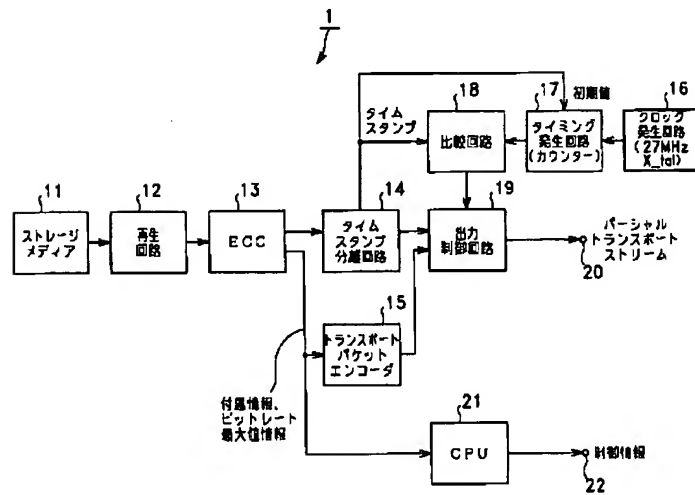 1
18
17
初期値
16
タイム
スタンプ
比較回路
タイミング
発生回路
(カウンター)
クロック
発生回路
(27MHz
X_tal)
11
12
13
14
19
ストレージ
メディア
再生
回路
ECC
タイム
スタンプ
分離回路
出力
制御回路
パーシャル
トランスポート
ストリーム
20
15
トランスポート
パケット
エンコーダ
付属情報、
ビットレート
最大値情報
21
CPU
制御情報
22